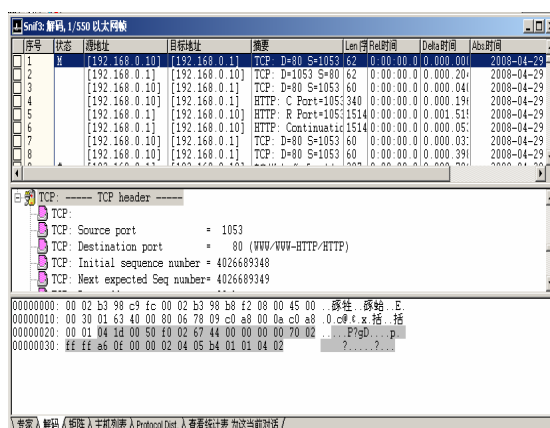 Snif3: 解码, 1/550 以太网帧
序号 状态 源地址 目标地址 摘要 Len(字 Rel时间 Delta时间 Abs时间
1 M [192.168.0.10] [192.168.0.1] TCP: D=80 S=1053 62 0:00:00.0 0.000.00( 2008-04-29
2 [192.168.0.1] [192.168.0.10] TCP: D=1053 S=80 62 0:00:00.0 0.000.20 2008-04-29
3 [192.168.0.10] [192.168.0.1] TCP: D=80 S=1053 60 0:00:00.0 0.000.04 2008-04-29
4 [192.168.0.10] [192.168.0.1] HTTP: C Port=105 340 0:00:00.0 0.000.19 2008-04-29
5 [192.168.0.1] [192.168.0.10] HTTP: R Port=105 1514 0:00:00.0 0.001.51 2008-04-29
6 [192.168.0.1] [192.168.0.10] HTTP: Continuatic 1514 0:00:00.0 0.000.05 2008-04-29
7 [192.168.0.10] [192.168.0.1] TCP: D=80 S=1053 60 0:00:00.0 0.000.03 2008-04-29
8 [192.168.0.10] [192.168.0.1] TCP: D=80 S=1053 60 0:00:00.0 0.000.39 2008-04-29
TCP: ----- TCP header -----
TCP:
TCP: Source port = 1053
TCP: Destination port = 80 (WWW/WWW-HTTP/HTTP)
TCP: Initial sequence number = 4026689348
TCP: Next expected Seq number= 4026689349
00000000: 00 02 b3 98 c9 fc 00 02 b3 98 b8 f2 08 00 45 00
00000010: 00 30 01 63 40 00 80 06 78 09 c0 a8 00 0a c0 a8
00000020: 00 01 04 1d 00 50 f0 02 67 44 00 00 00 00 70 02
00000030: ff ff a6 0f 00 00 02 04 05 b4 01 01 04 02
专家 解码 矩阵 主机列表 Protocol Dist. 查看统计表 为这当前对话